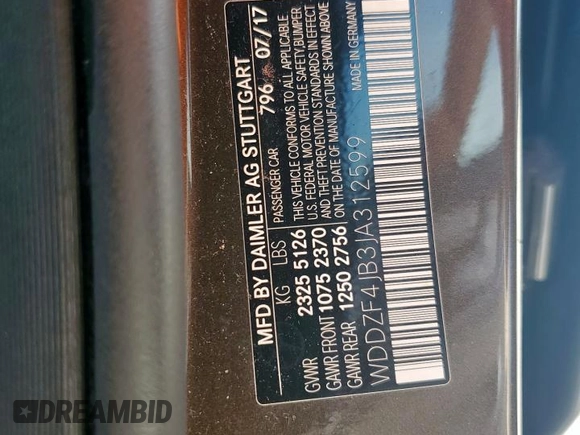 MFD BY DAIMLER AG STUTTGART
PASSENGER CAR 796 07/17
KG LBS
GVWR 2325 5126
GAWR FRONT 1075 2370
GAWR REAR 1250 2756
THIS VEHICLE CONFORMS TO ALL APPLICABLE
U.S. FEDERAL MOTOR VEHICLE SAFETY,BUMPER
AND THEFT PREVENTION STANDARDS IN EFFECT
ON THE DATE OF MANUFACTURE SHOWN ABOVE
MADE IN GERMANY
WDDZF4JB3JA312599
DREAMBID